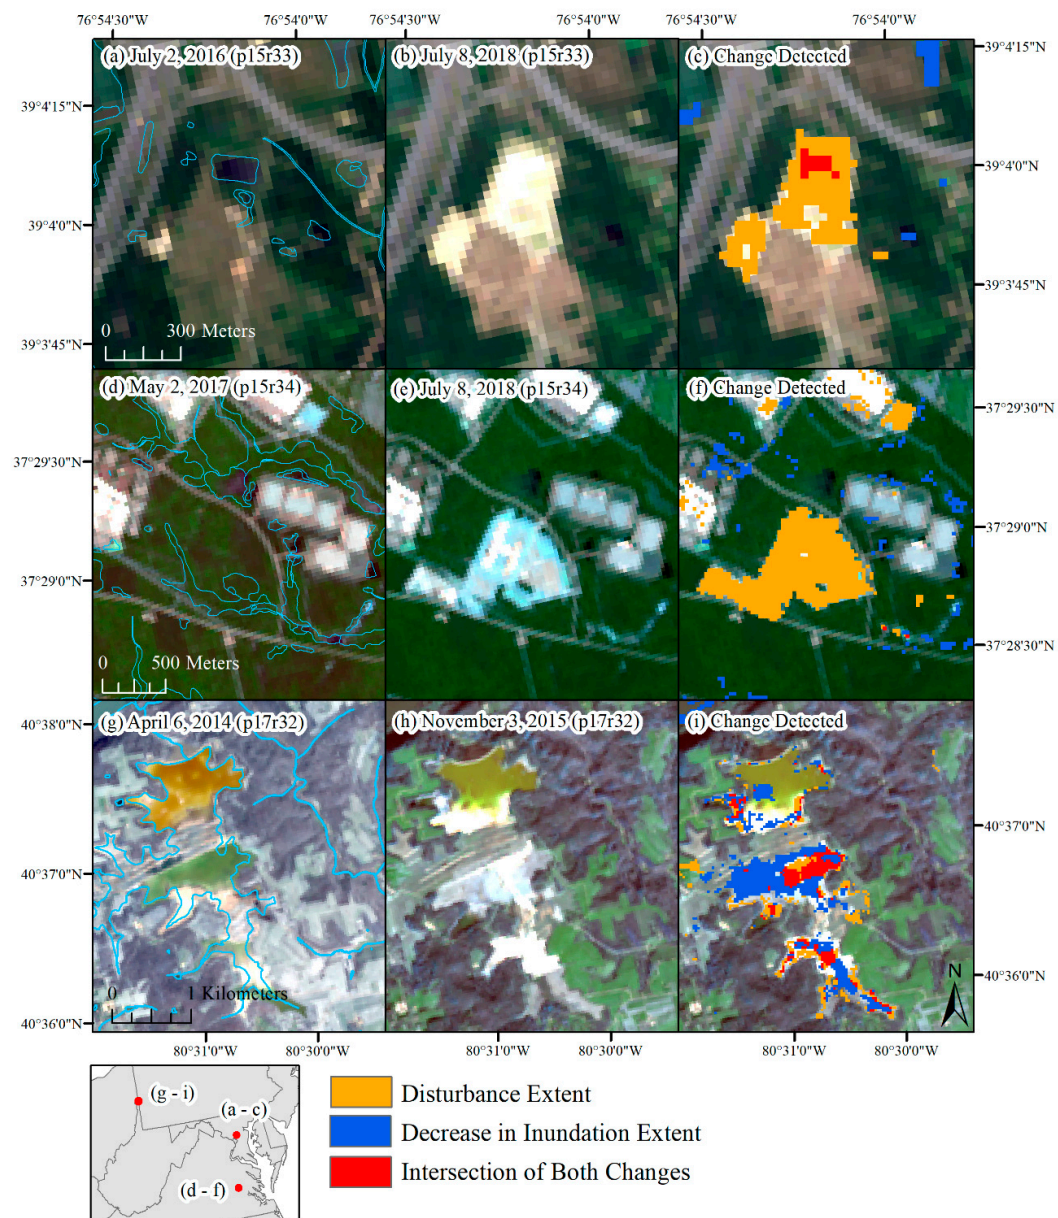 76°54'30"W 76°54'0"W 76°54'30"W 76°54'0"W 76°54'30"W 76°54'0"W
(a) July 2, 2016 (p15r33) (b) July 8, 2018 (p15r33) (c) Change Detected
39°4'15"N 39°4'15"N
39°4'0"N 39°4'0"N
39°3'45"N 39°3'45"N
0 300 Meters
(d) May 2, 2017 (p15r34) (e) July 8, 2018 (p15r34) (f) Change Detected
37°29'30"N 37°29'30"N
37°29'0"N 37°29'0"N
37°28'30"N
0 500 Meters
(g) April 6, 2014 (p17r32) (h) November 3, 2015 (p17r32) (i) Change Detected
40°38'0"N 40°37'0"N
40°37'0"N 40°36'0"N
40°36'0"N
0 1 Kilometers
N
80°31'0"W 80°30'0"W 80°31'0"W 80°30'0"W 80°31'0"W 80°30'0"W
(g - i)
(a - c)
(d - f)
Disturbance Extent
Decrease in Inundation Extent
Intersection of Both Changes